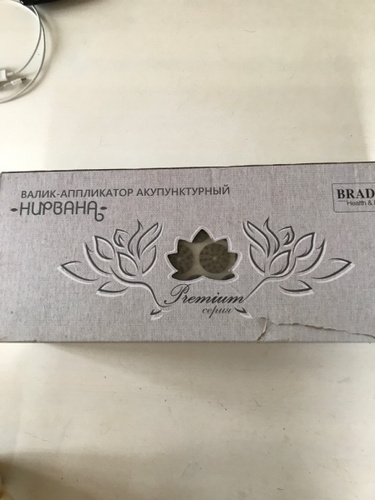 ВАЛИК-АППЛИКАТОР АКУПУНКТУРНЫЙ
-НИРВАНА-
BRAD
Health &
Premium
серия